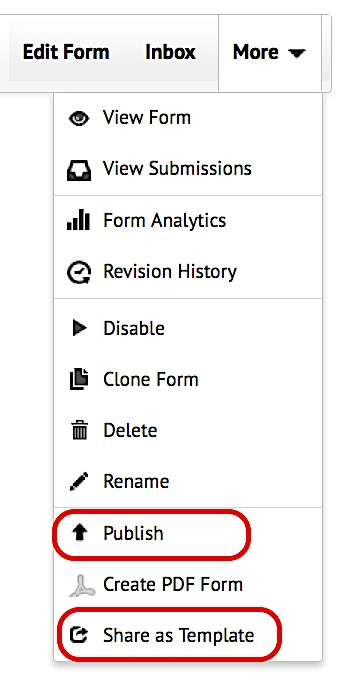 Edit Form Inbox More
View Form
View Submissions
Form Analytics
Revision History
Disable
Clone Form
Delete
Rename
Publish
Create PDF Form
Share as Template